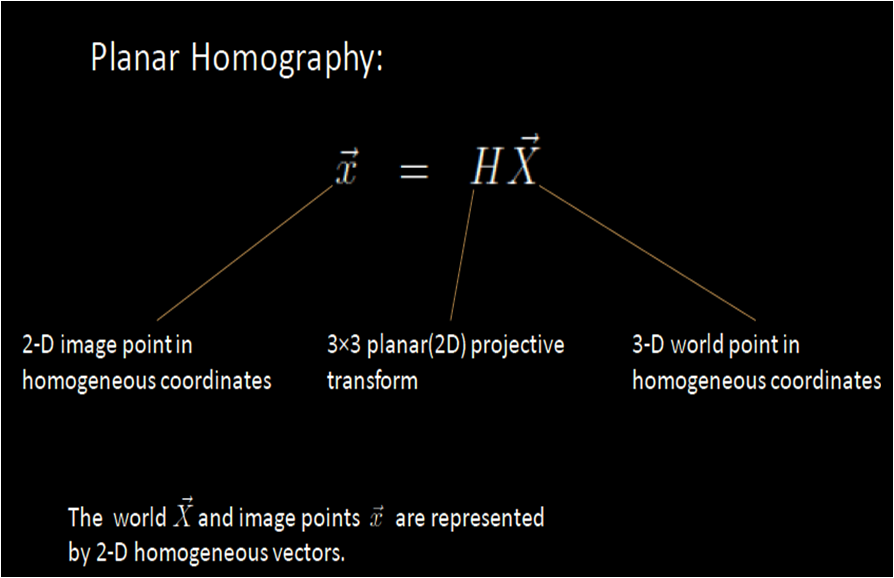 Planar Homography:
x⃗ = HX⃗
2-D image point in
homogeneous coordinates
3×3 planar(2D) projective
transform
3-D world point in
homogeneous coordinates
The world X⃗ and image points x⃗ are represented
by 2-D homogeneous vectors.